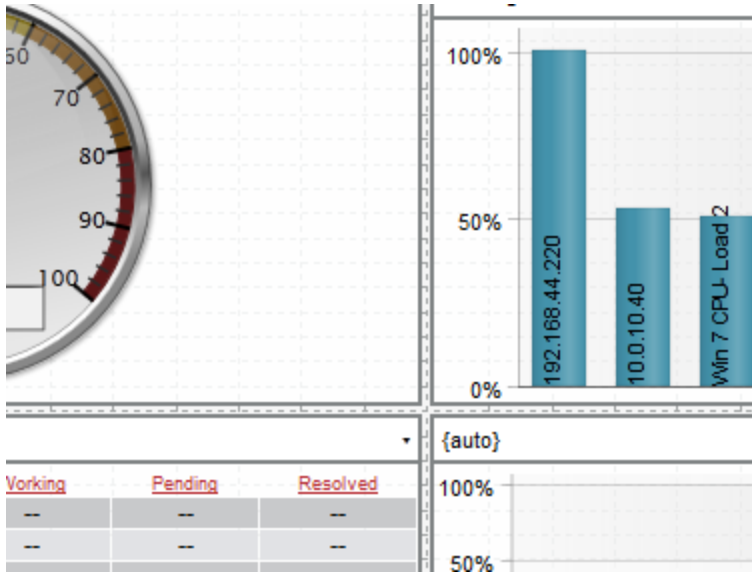 70
80
90
100
100%
50%
0%
192.168.44.220
10.0.10.40
Win 7 CPU- Load 2
{auto}
Working Pending Resolved
-- -- --
-- -- --
100%
50%